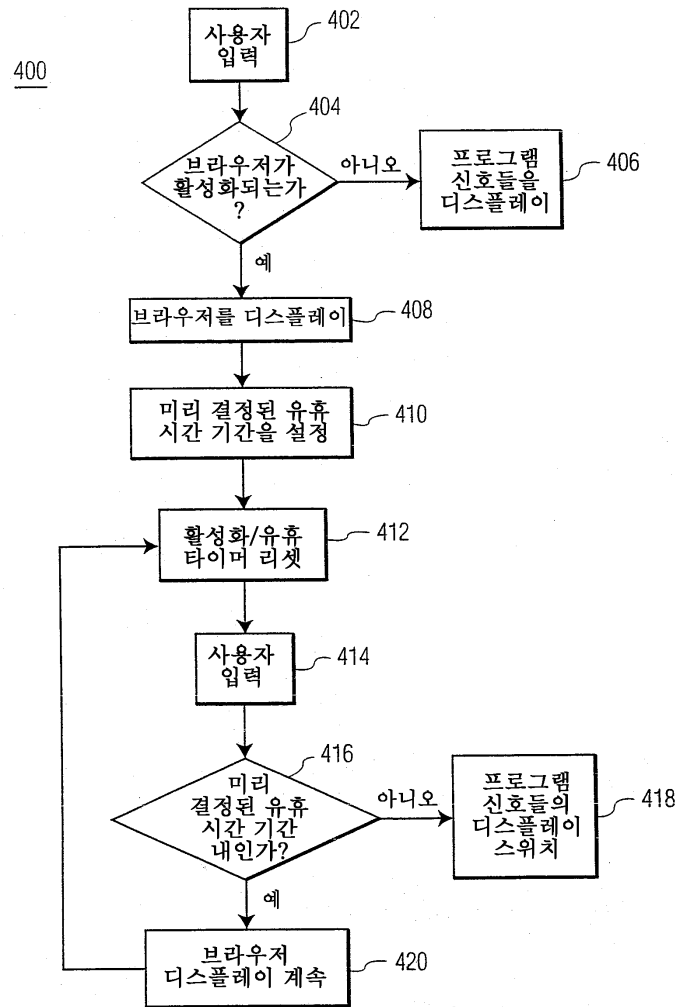 400
사용자
입력
402
브라우저가
활성화되는가
?
404
아니오
프로그램
신호들을
디스플레이
406
예
브라우저를 디스플레이
408
미리 결정된 유휴
시간 기간을 설정
410
활성화/유휴
타이머 리셋
412
사용자
입력
414
미리
결정된 유휴
시간 기간
내인가?
416
아니오
프로그램
신호들의
디스플레이
스위치
418
예
브라우저
디스플레이 계속
420